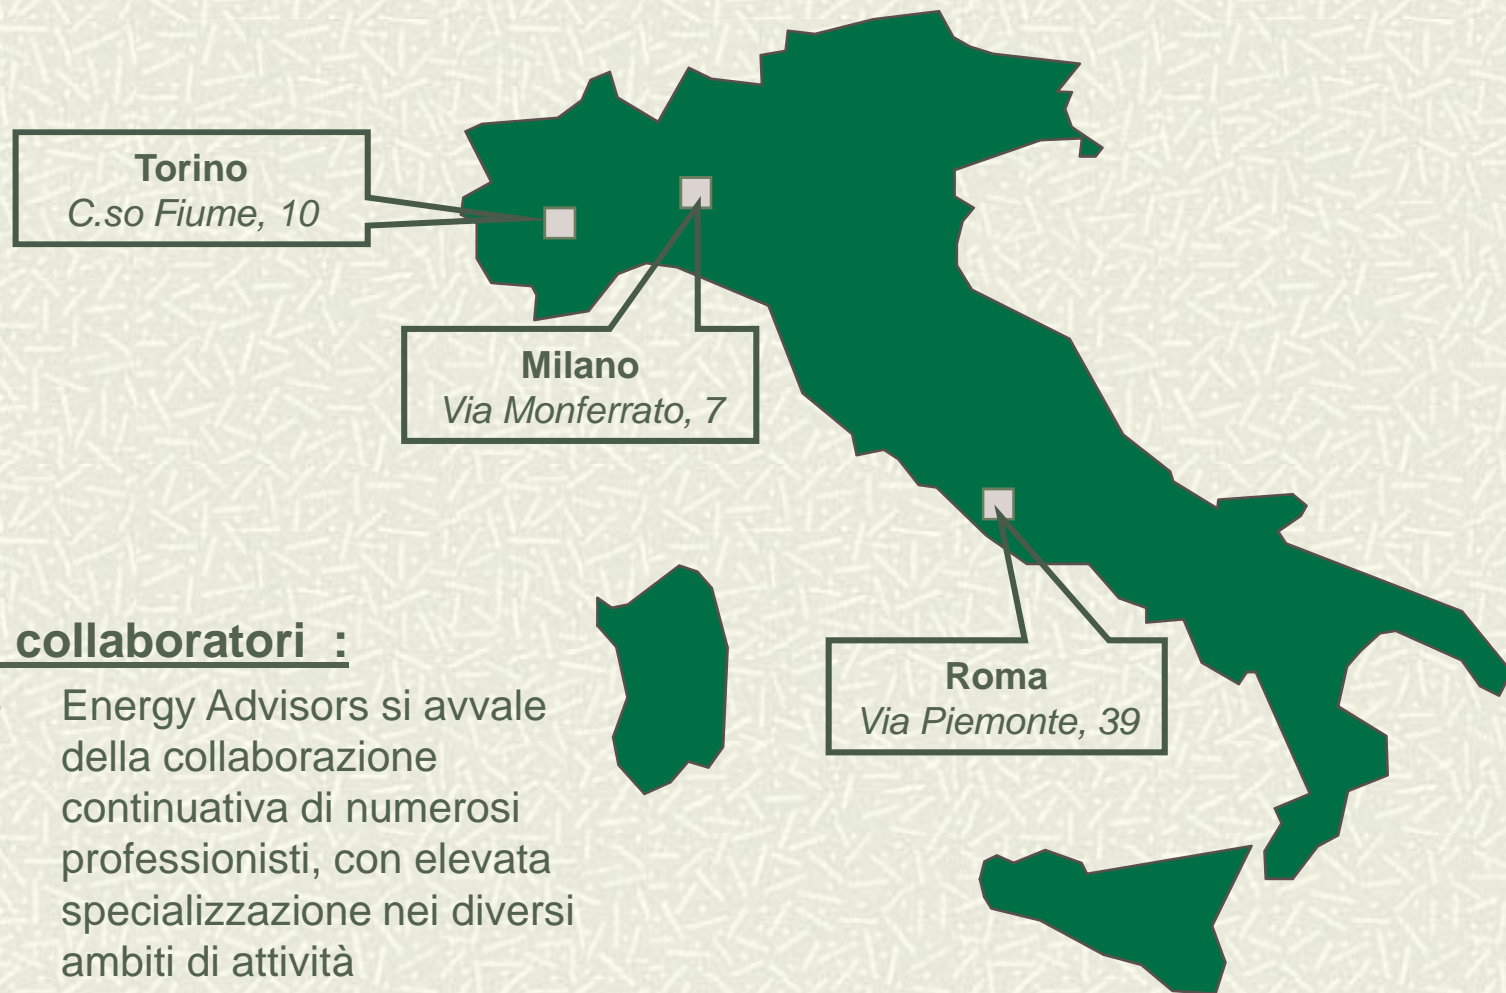 Torino
C.so Fiume, 10
Milano
Via Monferrato, 7
Roma
Via Piemonte, 39
collaboratori :
Energy Advisors si avvale
della collaborazione
continuativa di numerosi
professionisti, con elevata
specializzazione nei diversi
ambiti di attività